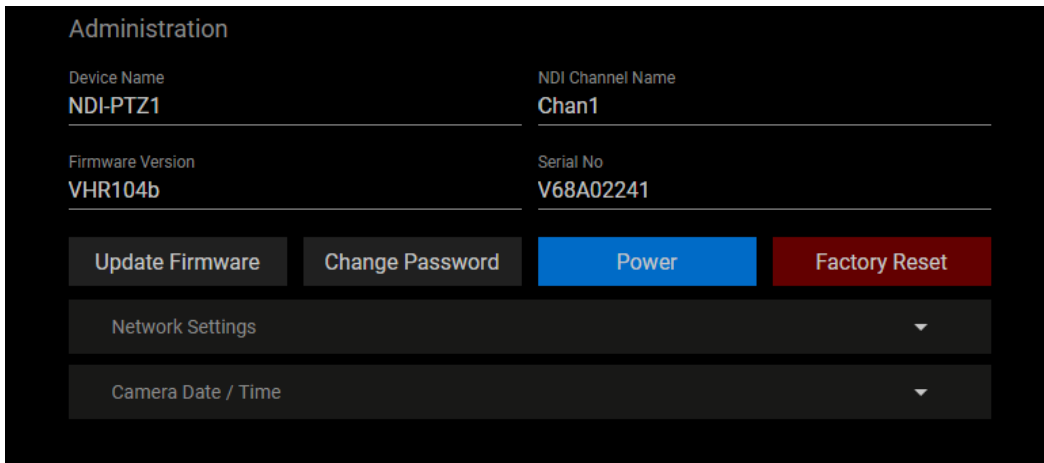 Administration
Device Name
NDI Channel Name
NDI-PTZ1
Chan1
Firmware Version
Serial No
VHR104b
V68A02241
Update Firmware
Change Password
Power
Factory Reset
Network Settings
Camera Date / Time